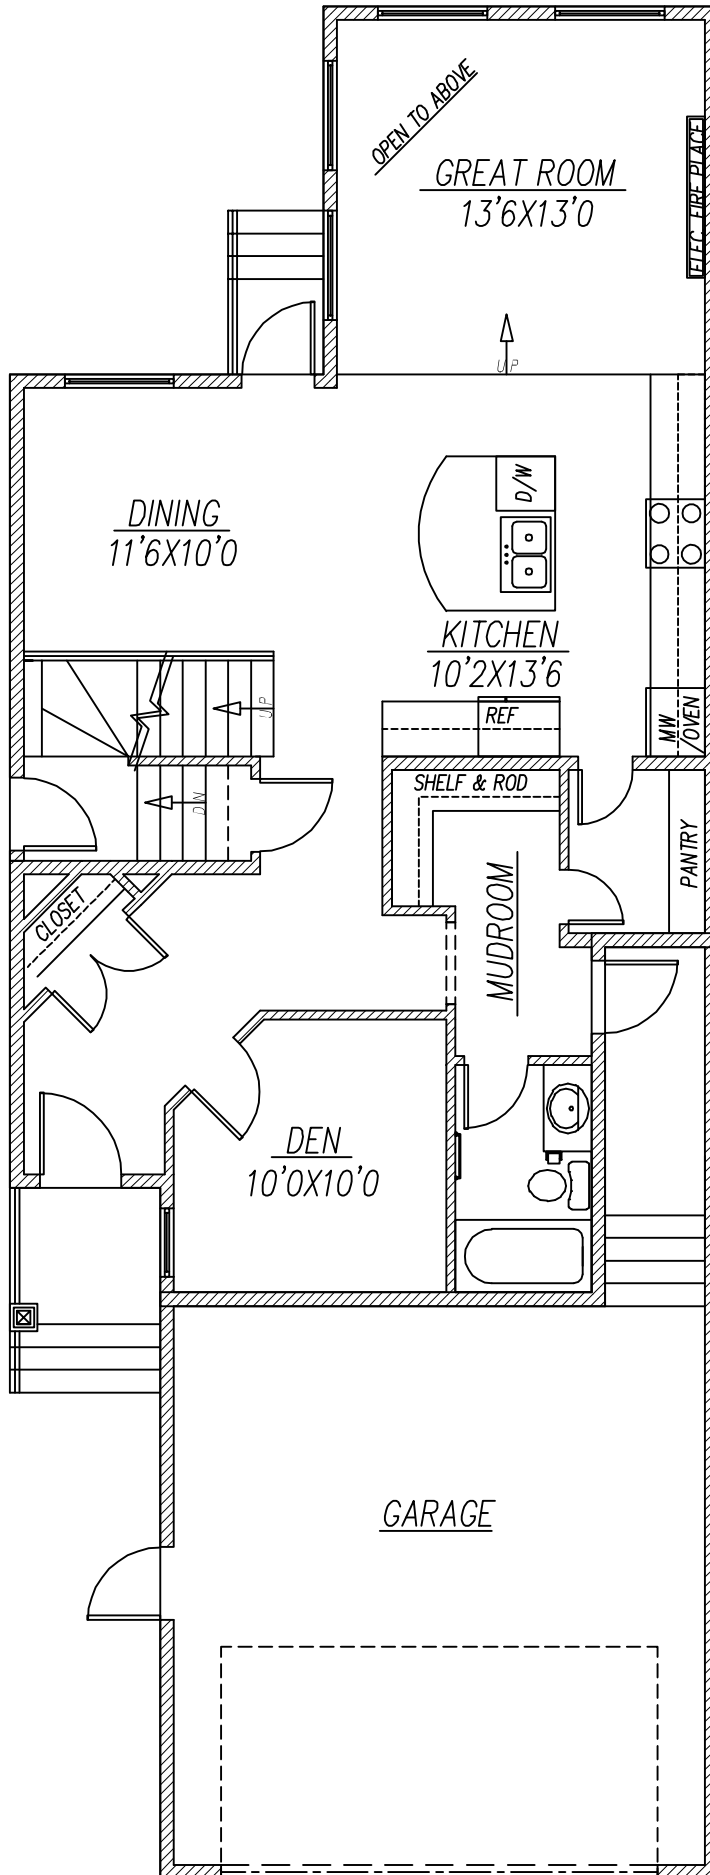 OPEN TO ABOVE
GREAT ROOM
13'6X13'0
ELEC. FIRE PLACE
UP
DINING
11'6X10'0
D/W
KITCHEN
10'2X13'6
UP
REF
MW/OVEN
DN
SHELF & ROD
PANTRY
CLOSET
MUDROOM
DEN
10'0X10'0
GARAGE